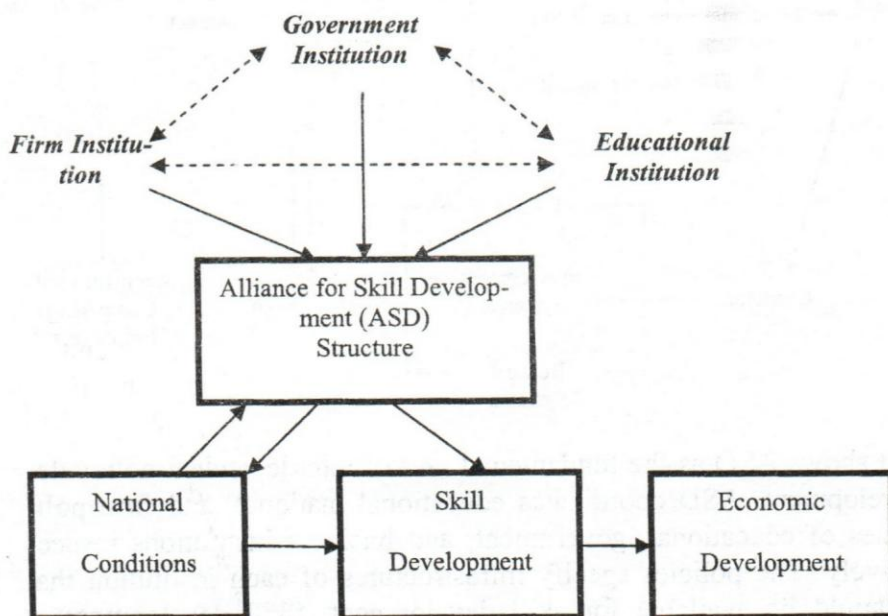 Government
Institution
Firm Institu-
tion
Educational
Institution
Alliance for Skill Develop-
ment (ASD)
Structure
National
Conditions
Skill
Development
Economic
Development